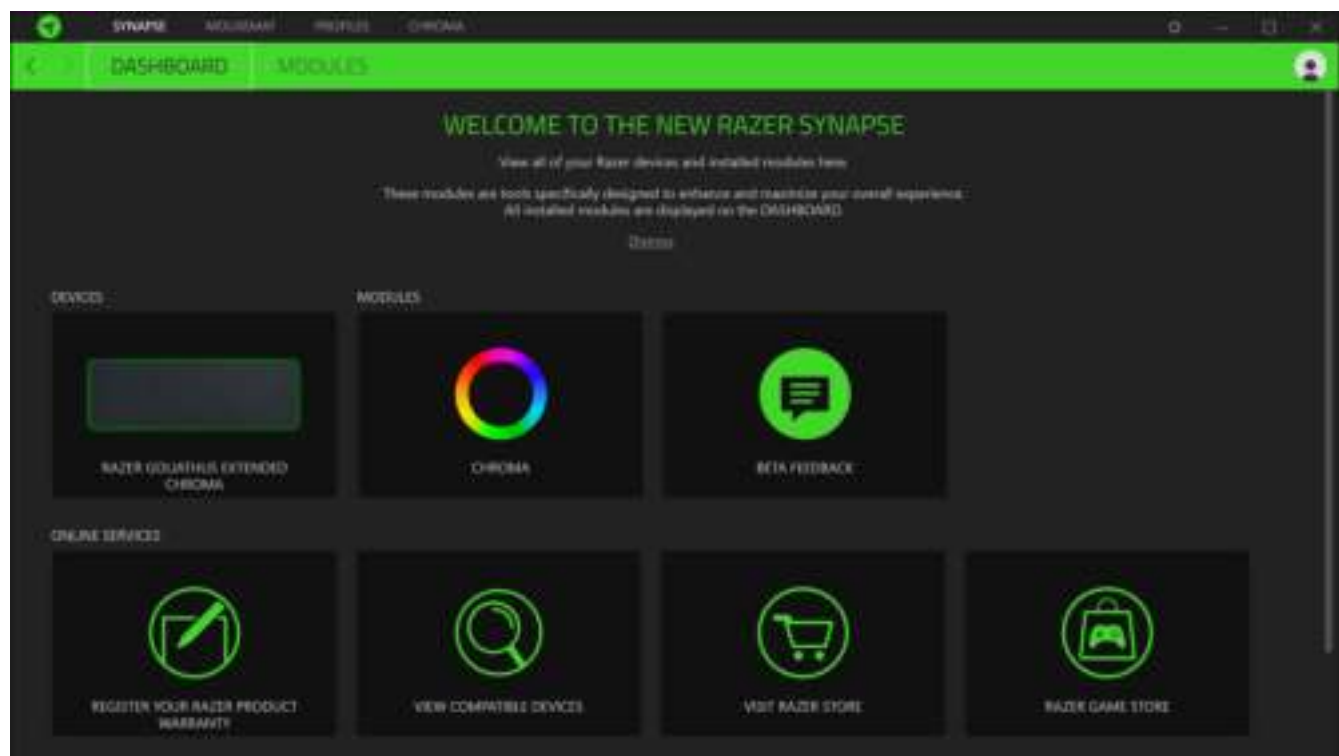 SYNAPSE MOUSEMAT PROFILES CHROMA
DASHBOARD MODULES
WELCOME TO THE NEW RAZER SYNAPSE
View all of your Razer devices and installed modules here.
These modules are tools specifically designed to enhance and maximize your overall experience.
All installed modules are displayed on the DASHBOARD.
Dismiss
DEVICES MODULES
RAZER GOLIATHUS EXTENDED
CHROMA
CHROMA
BETA FEEDBACK
ONLINE SERVICES
REGISTER YOUR RAZER PRODUCT
WARRANTY
VIEW COMPATIBLE DEVICES
VISIT RAZER STORE
RAZER GAME STORE